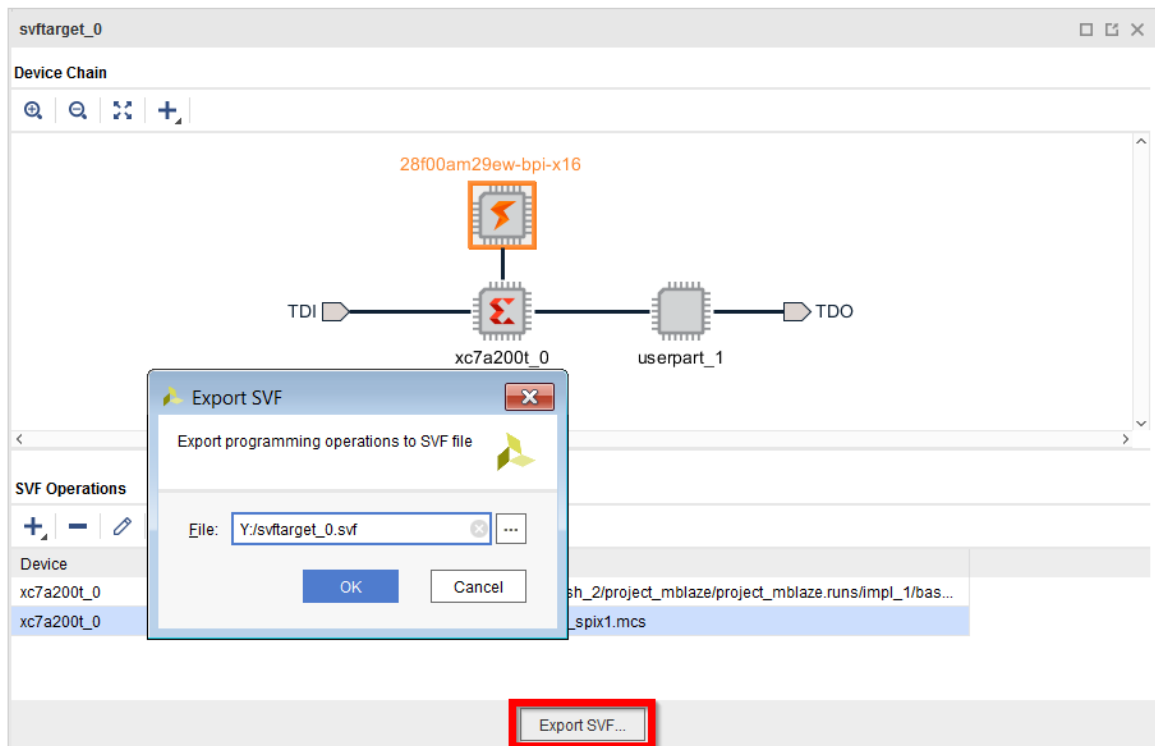 svftarget_0
Device Chain
28f00am29ew-bpi-x16
TDI
TDO
xc7a200t_0
userpart_1
Export SVF
Export programming operations to SVF file
File: Y:/svftarget_0.svf ...
OK Cancel
SVF Operations
Device
xc7a200t_0 sh_2/project_mblaze/project_mblaze.runs/impl_1/bas...
xc7a200t_0 _spix1.mcs
Export SVF...